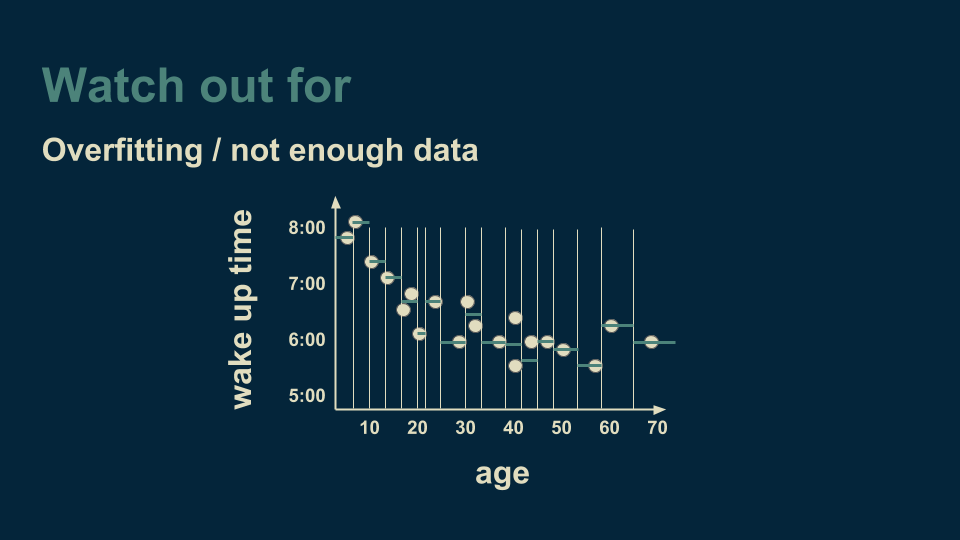 Watch out for
Overfitting / not enough data
wake up time
8:00
7:00
6:00
5:00
10 20 30 40 50 60 70
age